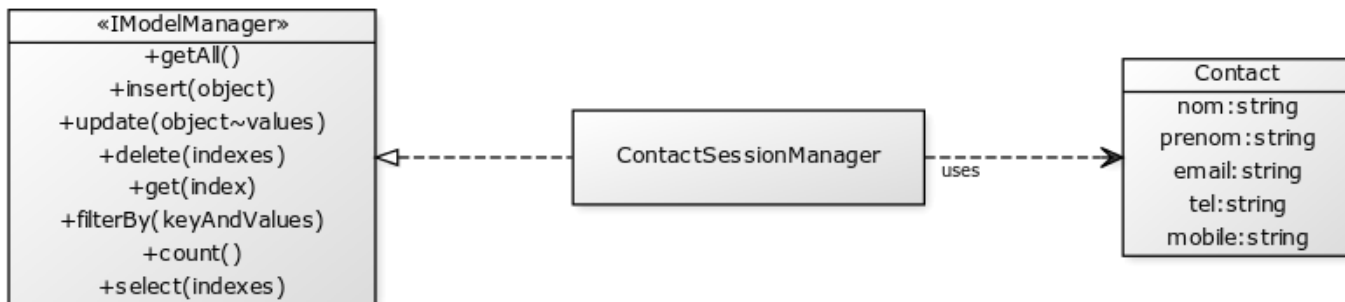 «IModelManager»
+getAll()
+insert(object)
+update(object~values)
+delete(indexes)
+get(index)
+filterBy(keyAndValues)
+count()
+select(indexes)
ContactSessionManager
uses
Contact
nom:string
prenom:string
email:string
tel:string
mobile:string